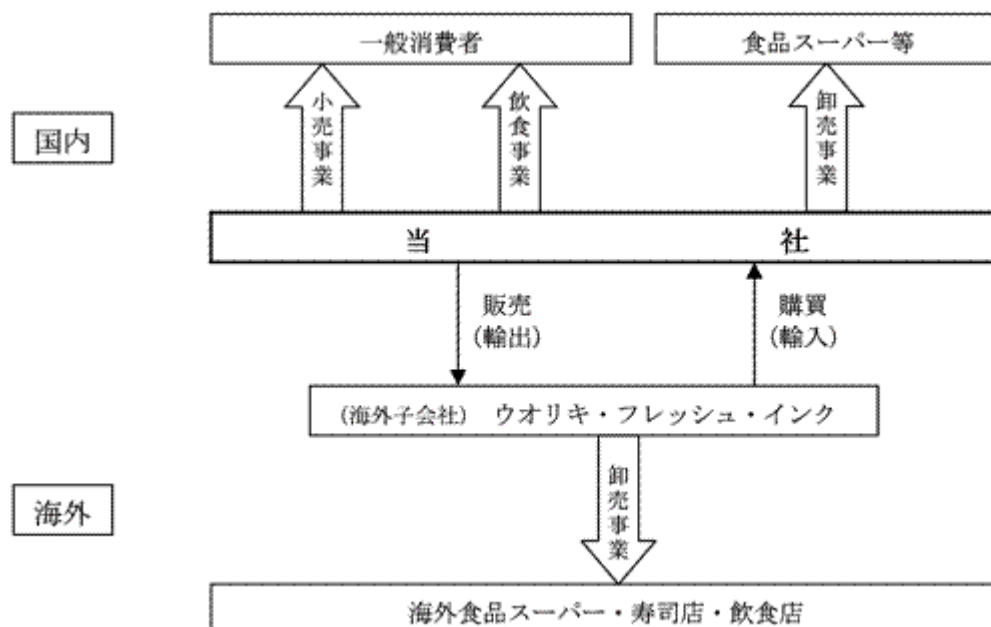 一般消費者
食品スーパー等
小売事業
飲食事業
卸売事業
国内
当社
販売
(輸出)
購買
(輸入)
(海外子会社) ウオリキ・フレッシュ・インク
卸売事業
海外
海外食品スーパー・寿司店・飲食店